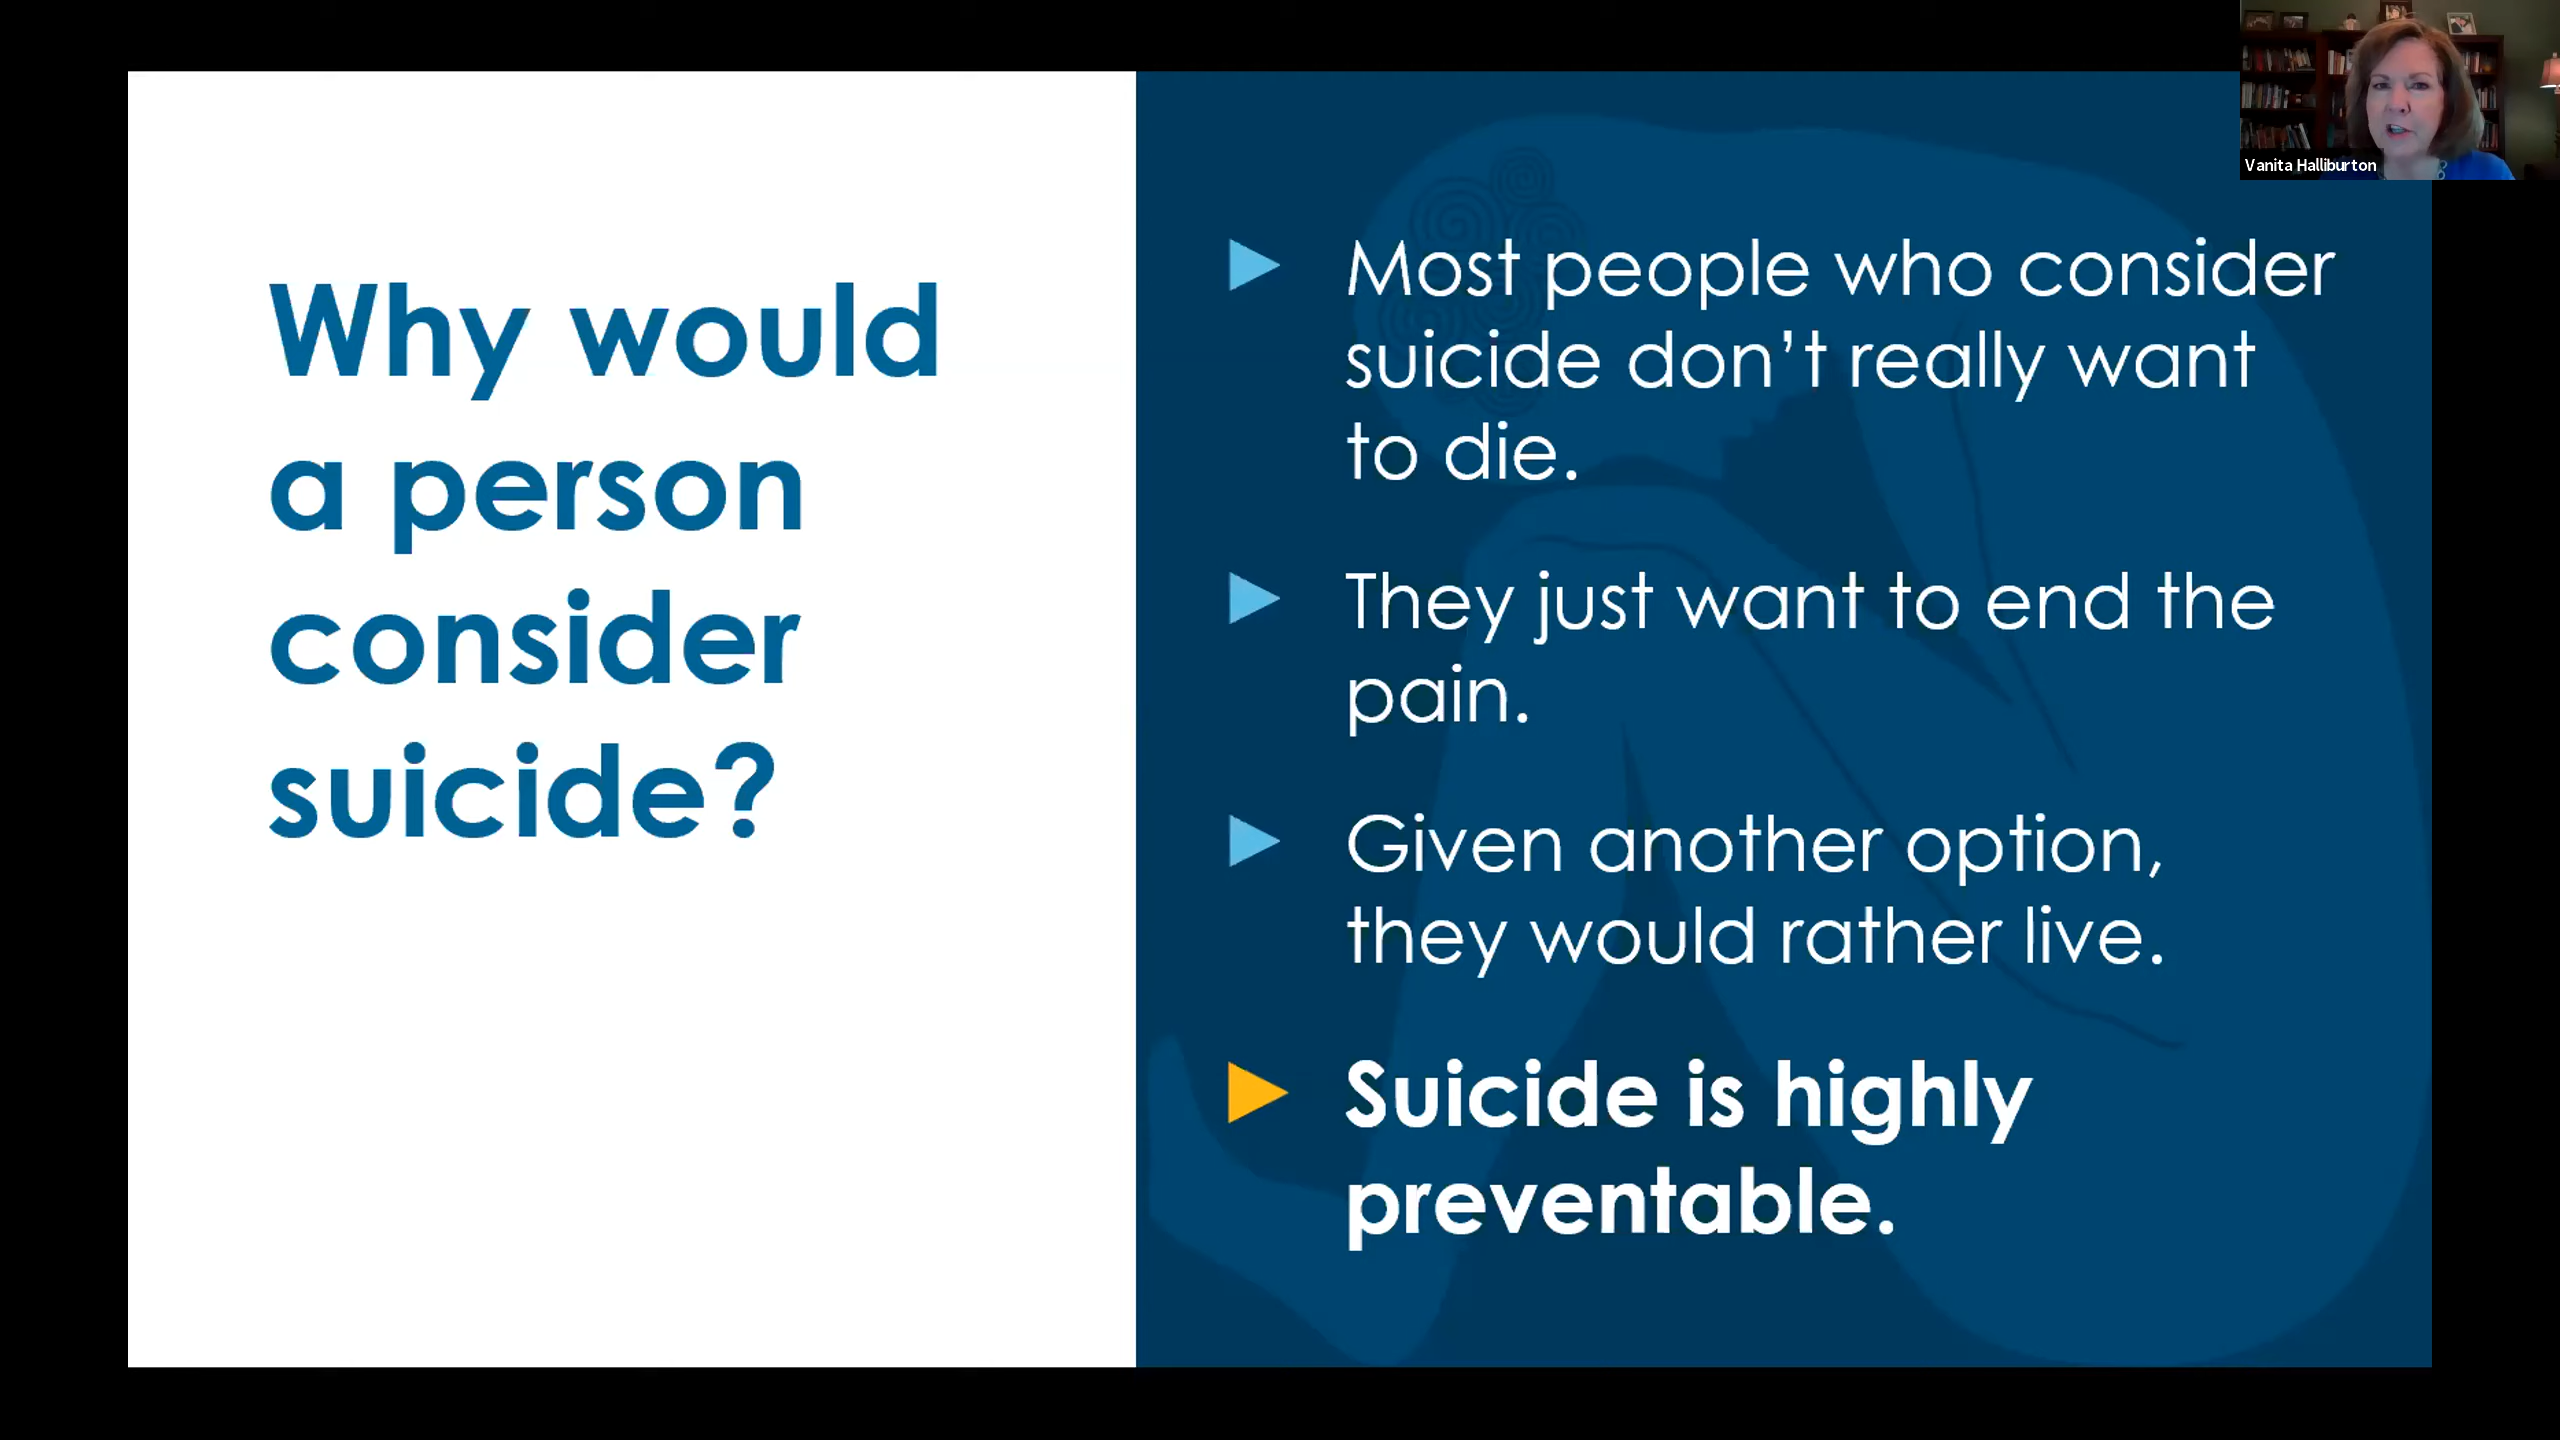 Vanita Halliburton
Why would
a person
consider
suicide?
Most people who consider
suicide don’t really want
to die.
They just want to end the
pain.
Given another option,
they would rather live.
Suicide is highly
preventable.